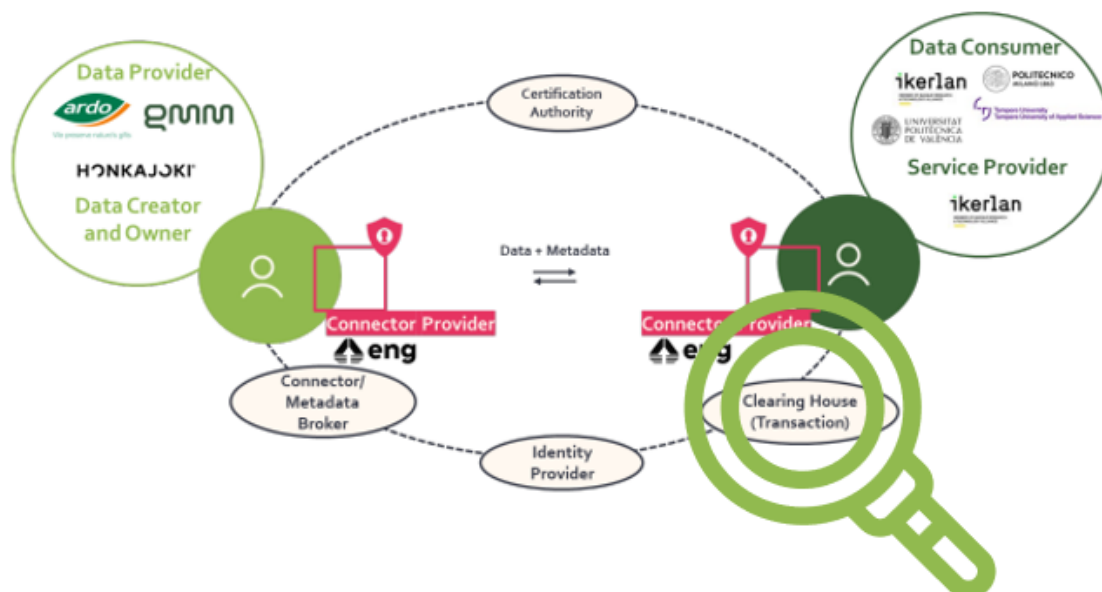 Data Provider
ardo
We preserve nature's gifts
gmm
HONKAJOKI
Data Creator
and Owner
Certification
Authority
Data Consumer
ikerlan
POLITECNICO
MILANO 1863
UNIVERSITAT
POLITÈCNICA
DE VALÈNCIA
Tampere University
Tampere University of Applied Sciences
Service Provider
ikerlan
Data + Metadata
Connector Provider
eng
Connector Provider
eng
Connector/
Metadata
Broker
Identity
Provider
Clearing House
(Transaction)